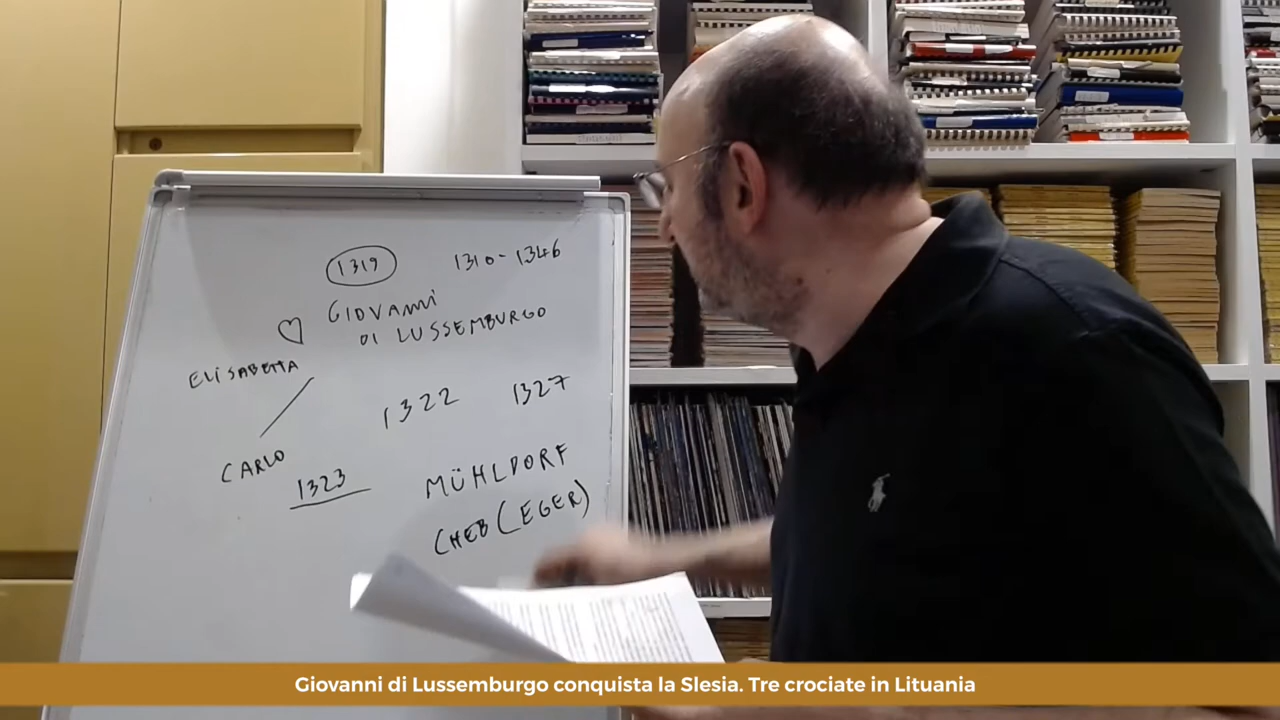 1319
1310-1346
GIOVANNI
DI LUSSEMBURGO
ELISABETTA
1322
1327
CARLO
1323
MÜHLDORF
CHEB (EGER)
Giovanni di Lussemburgo conquista la Slesia. Tre crociate in Lituania